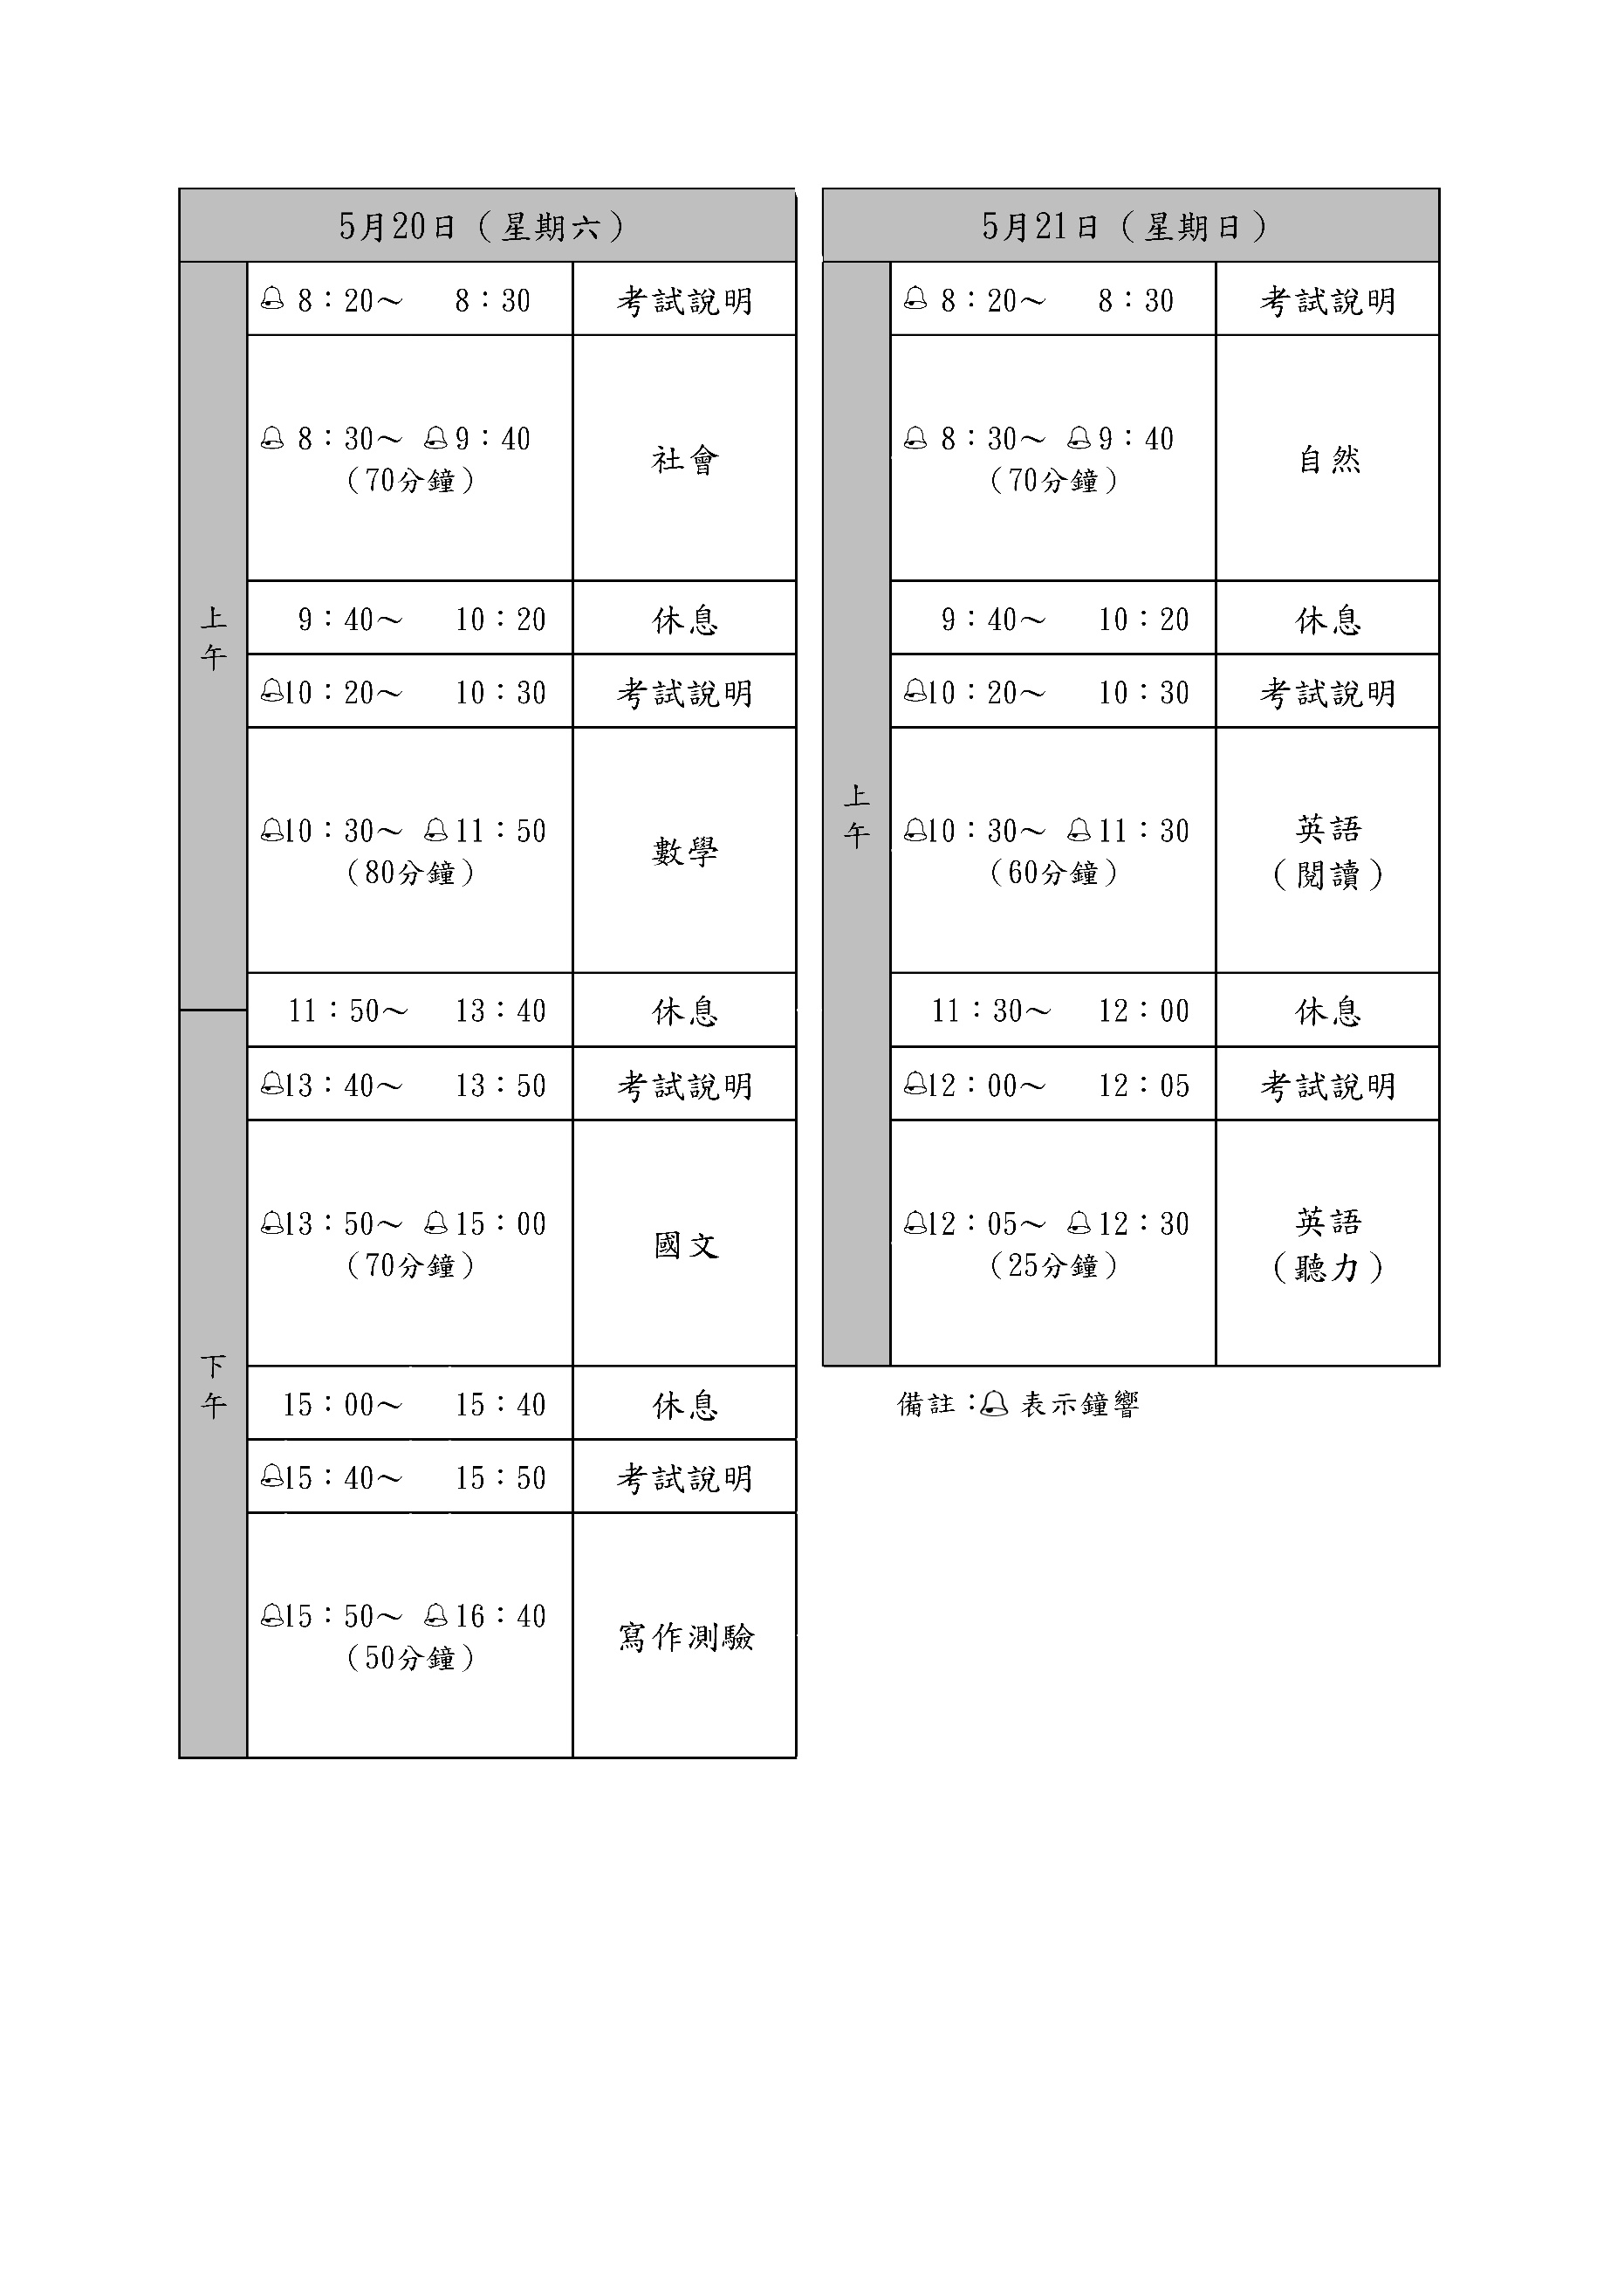 5月20日（星期六）
上午
🔔 8：20～ 8：30 考試說明
🔔 8：30～ 🔔9：40
（70分鐘）
社會
9：40～ 10：20 休息
🔔10：20～ 10：30 考試說明
🔔10：30～ 🔔11：50
（80分鐘）
數學
11：50～ 13：40 休息
下午
🔔13：40～ 13：50 考試說明
🔔13：50～ 🔔15：00
（70分鐘）
國文
15：00～ 15：40 休息
🔔15：40～ 15：50 考試說明
🔔15：50～ 🔔16：40
（50分鐘）
寫作測驗
5月21日（星期日）
上午
🔔 8：20～ 8：30 考試說明
🔔 8：30～ 🔔9：40
（70分鐘）
自然
9：40～ 10：20 休息
🔔10：20～ 10：30 考試說明
🔔10：30～ 🔔11：30
（60分鐘）
英語
（閱讀）
11：30～ 12：00 休息
🔔12：00～ 12：05 考試說明
🔔12：05～ 🔔12：30
（25分鐘）
英語
（聽力）
備註：🔔 表示鐘響